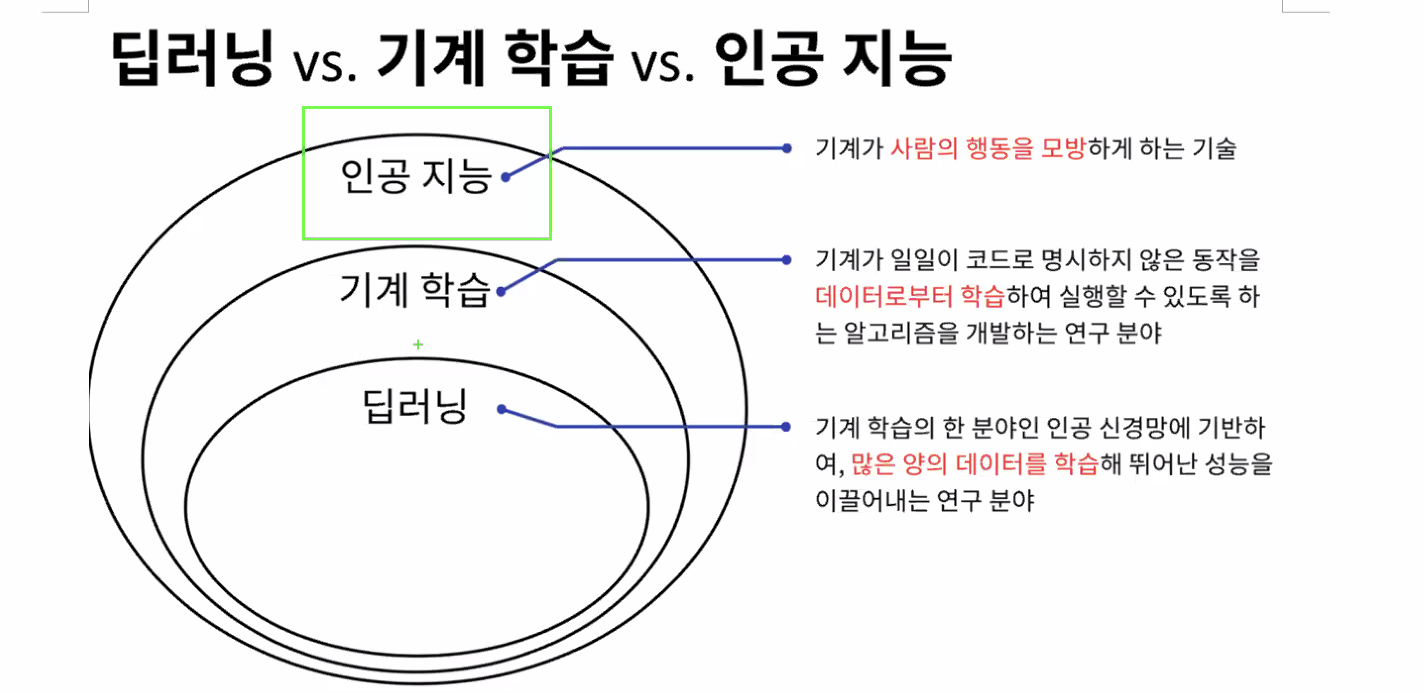 딥러닝 vs. 기계 학습 vs. 인공 지능
인공 지능
기계가 사람의 행동을 모방하게 하는 기술
기계 학습
기계가 일일이 코드로 명시하지 않은 동작을
데이터로부터 학습하여 실행할 수 있도록 하
는 알고리즘을 개발하는 연구 분야
딥러닝
기계 학습의 한 분야인 인공 신경망에 기반하
여, 많은 양의 데이터를 학습해 뛰어난 성능을
이끌어내는 연구 분야